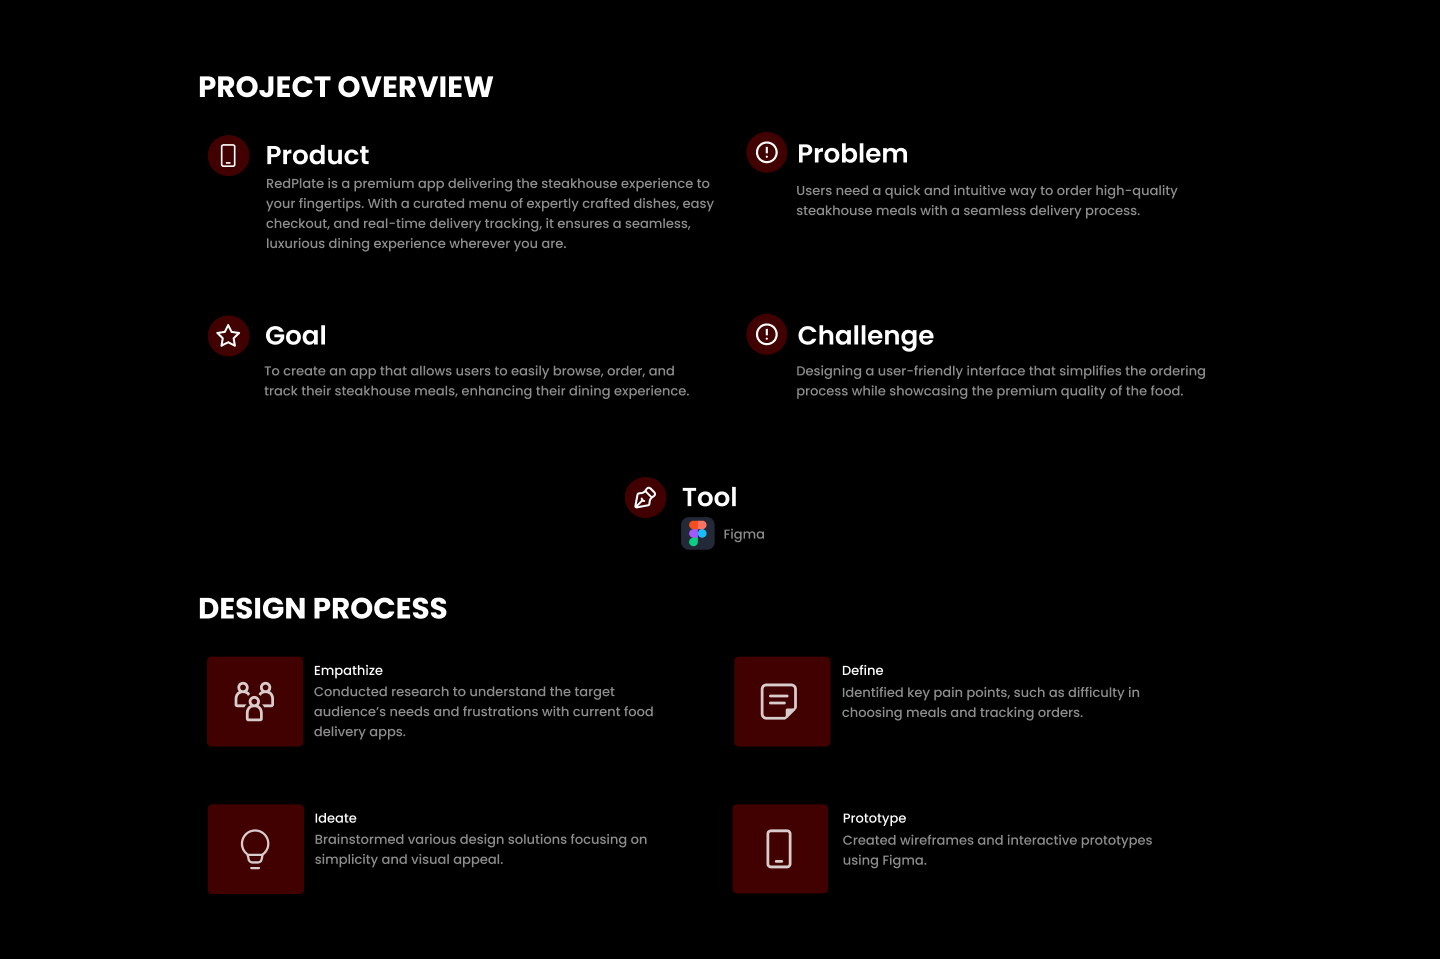 PROJECT OVERVIEW
Product
RedPlate is a premium app delivering the steakhouse experience to
your fingertips. With a curated menu of expertly crafted dishes, easy
checkout, and real-time delivery tracking, it ensures a seamless,
luxurious dining experience wherever you are.
Problem
Users need a quick and intuitive way to order high-quality
steakhouse meals with a seamless delivery process.
Goal
To create an app that allows users to easily browse, order, and
track their steakhouse meals, enhancing their dining experience.
Challenge
Designing a user-friendly interface that simplifies the ordering
process while showcasing the premium quality of the food.
Tool
Figma
DESIGN PROCESS
Empathize
Conducted research to understand the target
audience’s needs and frustrations with current food
delivery apps.
Define
Identified key pain points, such as difficulty in
choosing meals and tracking orders.
Ideate
Brainstormed various design solutions focusing on
simplicity and visual appeal.
Prototype
Created wireframes and interactive prototypes
using Figma.